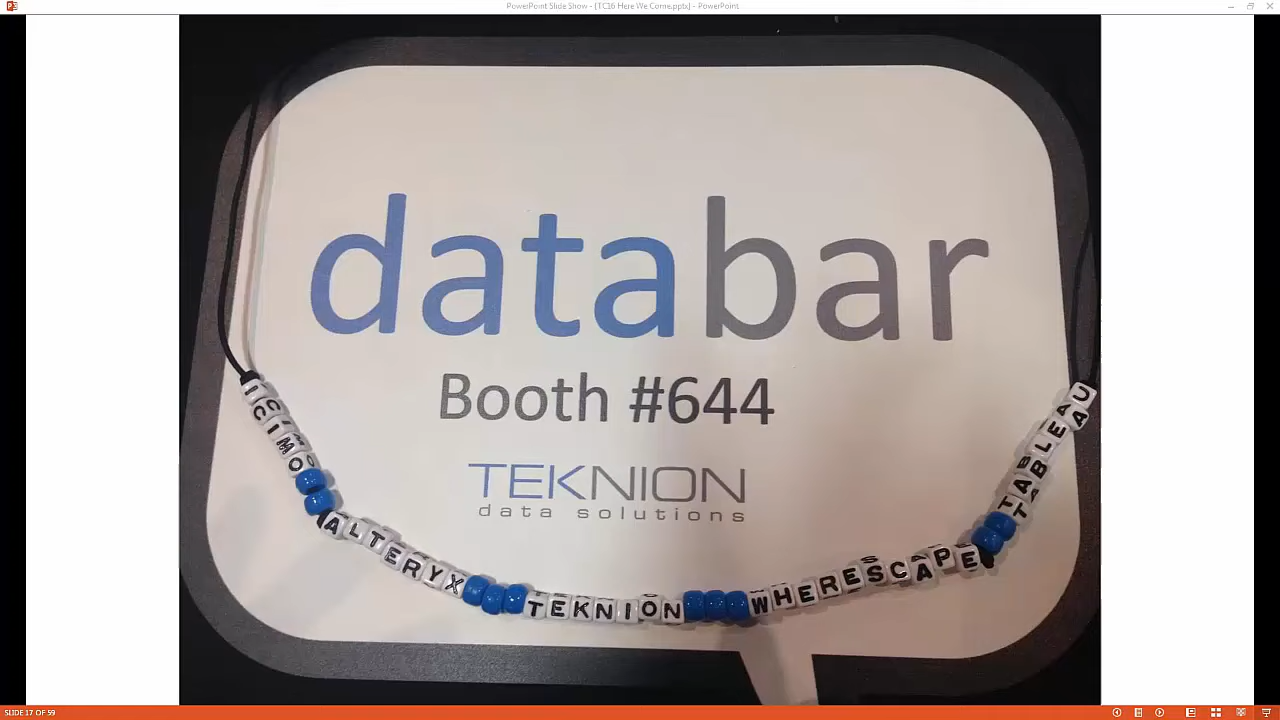 PowerPoint Slide Show - [TC16 Here We Come.pptx] - PowerPoint
databar
Booth #644
TEKNION
data solutions
ICIMO
ALTERYX
TEKNION
WHERESCAPE
TABLEAU
SLIDE 17 OF 59